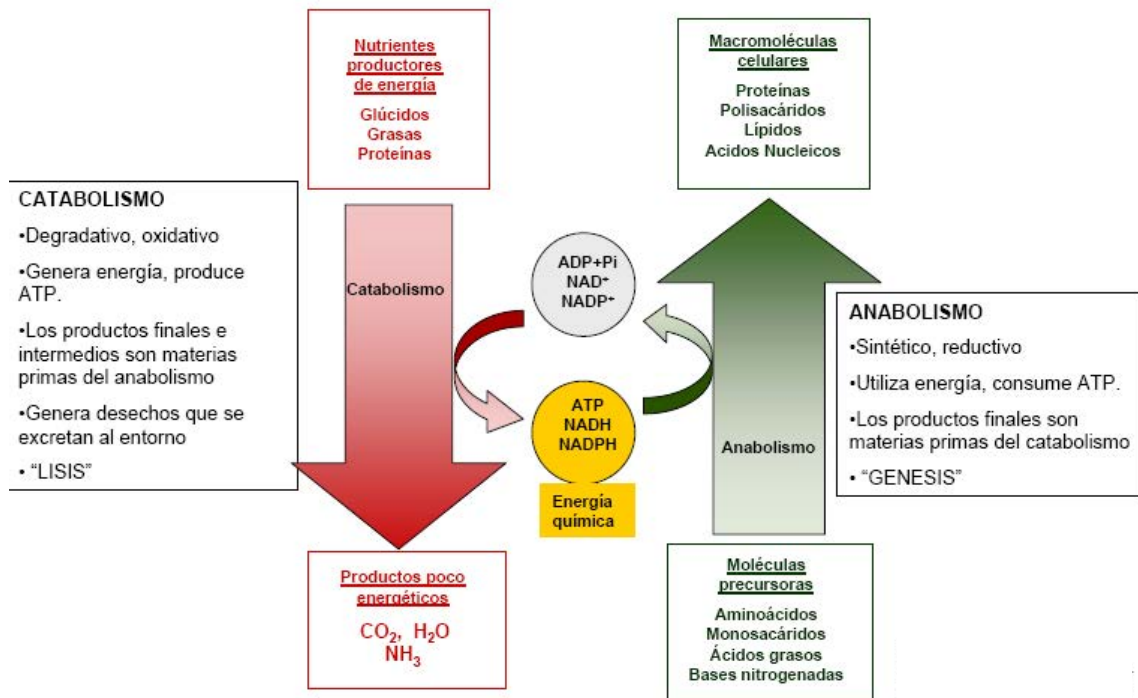 Nutrientes
productores
de energía
Glúcidos
Grasas
Proteínas
Macromoléculas
celulares
Proteínas
Polisacáridos
Lípidos
Acidos Nucleicos
CATABOLISMO
•Degradativo, oxidativo
•Genera energía, produce
ATP.
•Los productos finales e
intermedios son materias
primas del anabolismo
•Genera desechos que se
excretan al entorno
• “LISIS”
Catabolismo
ADP+Pi
NAD⁺
NADP⁺
ATP
NADH
NADPH
Energía
química
Anabolismo
ANABOLISMO
•Sintético, reductivo
•Utiliza energía, consume ATP.
•Los productos finales son
materias primas del catabolismo
• “GENESIS”
Productos poco
energéticos
CO₂, H₂O
NH₃
Moléculas
precursoras
Aminoácidos
Monosacáridos
Ácidos grasos
Bases nitrogenadas